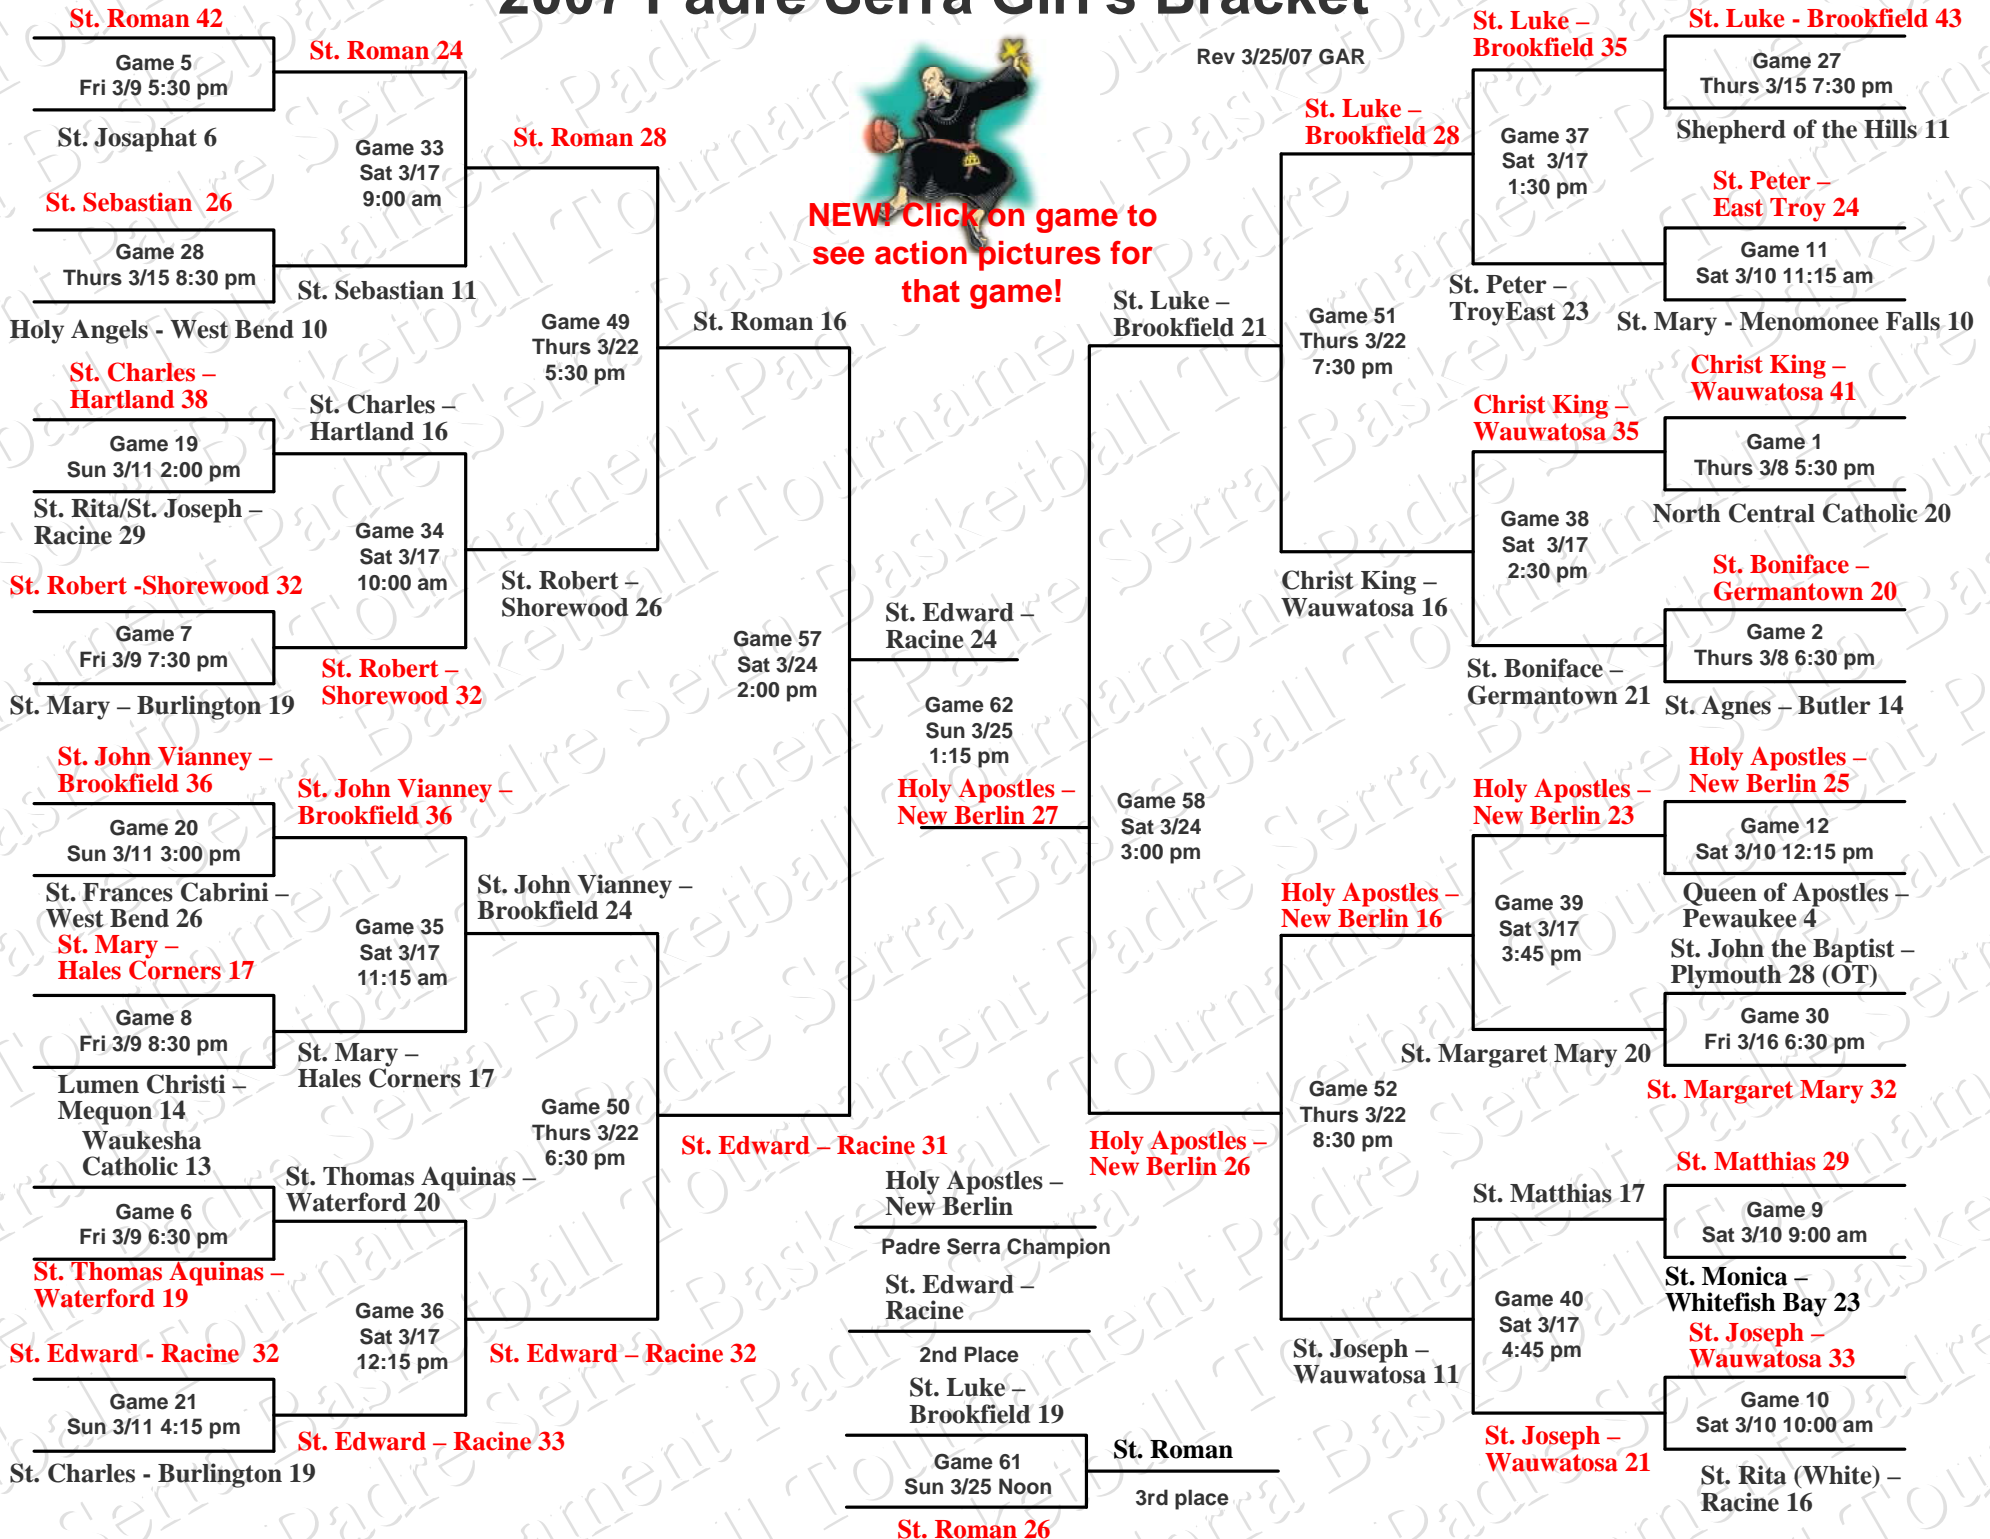 2007 Padre Serra Girl's Bracket
Rev 3/25/07 GAR
NEW! Click on game to
see action pictures for
that game!
St. Roman 42
Game 5
Fri 3/9 5:30 pm
St. Josaphat 6
St. Sebastian 26
Game 28
Thurs 3/15 8:30 pm
Holy Angels - West Bend 10
St. Charles –
Hartland 38
Game 19
Sun 3/11 2:00 pm
St. Rita/St. Joseph –
Racine 29
St. Robert -Shorewood 32
Game 7
Fri 3/9 7:30 pm
St. Mary – Burlington 19
St. John Vianney –
Brookfield 36
Game 20
Sun 3/11 3:00 pm
St. Frances Cabrini –
West Bend 26
St. Mary –
Hales Corners 17
Game 8
Fri 3/9 8:30 pm
Lumen Christi –
Mequon 14
Waukesha
Catholic 13
Game 6
Fri 3/9 6:30 pm
St. Thomas Aquinas –
Waterford 19
St. Edward - Racine 32
Game 21
Sun 3/11 4:15 pm
St. Charles - Burlington 19
St. Roman 24
Game 33
Sat 3/17
9:00 am
St. Sebastian 11
St. Charles –
Hartland 16
Game 34
Sat 3/17
10:00 am
St. Robert –
Shorewood 32
St. John Vianney –
Brookfield 36
Game 35
Sat 3/17
11:15 am
St. Mary –
Hales Corners 17
St. Thomas Aquinas –
Waterford 20
Game 36
Sat 3/17
12:15 pm
St. Edward – Racine 33
St. Roman 28
Game 49
Thurs 3/22
5:30 pm
St. Robert –
Shorewood 26
St. John Vianney –
Brookfield 24
Game 50
Thurs 3/22
6:30 pm
St. Edward – Racine 32
St. Roman 16
Game 57
Sat 3/24
2:00 pm
St. Edward – Racine 31
St. Edward –
Racine 24
Game 62
Sun 3/25
1:15 pm
Holy Apostles –
New Berlin 27
Holy Apostles –
New Berlin
Padre Serra Champion
St. Edward –
Racine
2nd Place
St. Luke –
Brookfield 19
Game 61
Sun 3/25 Noon
St. Roman 26
St. Roman
3rd place
St. Luke –
Brookfield 21
Game 58
Sat 3/24
3:00 pm
Holy Apostles –
New Berlin 26
St. Luke –
Brookfield 28
Game 51
Thurs 3/22
7:30 pm
Christ King –
Wauwatosa 16
Holy Apostles –
New Berlin 16
Game 52
Thurs 3/22
8:30 pm
St. Joseph –
Wauwatosa 11
St. Luke –
Brookfield 35
Game 37
Sat 3/17
1:30 pm
St. Peter –
TroyEast 23
Christ King –
Wauwatosa 35
Game 38
Sat 3/17
2:30 pm
St. Boniface –
Germantown 21
Holy Apostles –
New Berlin 23
Game 39
Sat 3/17
3:45 pm
St. Margaret Mary 20
St. Matthias 17
Game 40
Sat 3/17
4:45 pm
St. Joseph –
Wauwatosa 21
St. Luke - Brookfield 43
Game 27
Thurs 3/15 7:30 pm
Shepherd of the Hills 11
St. Peter –
East Troy 24
Game 11
Sat 3/10 11:15 am
St. Mary - Menomonee Falls 10
Christ King –
Wauwatosa 41
Game 1
Thurs 3/8 5:30 pm
North Central Catholic 20
St. Boniface –
Germantown 20
Game 2
Thurs 3/8 6:30 pm
St. Agnes – Butler 14
Holy Apostles –
New Berlin 25
Game 12
Sat 3/10 12:15 pm
Queen of Apostles –
Pewaukee 4
St. John the Baptist –
Plymouth 28 (OT)
Game 30
Fri 3/16 6:30 pm
St. Margaret Mary 32
St. Matthias 29
Game 9
Sat 3/10 9:00 am
St. Monica –
Whitefish Bay 23
St. Joseph –
Wauwatosa 33
Game 10
Sat 3/10 10:00 am
St. Rita (White) –
Racine 16